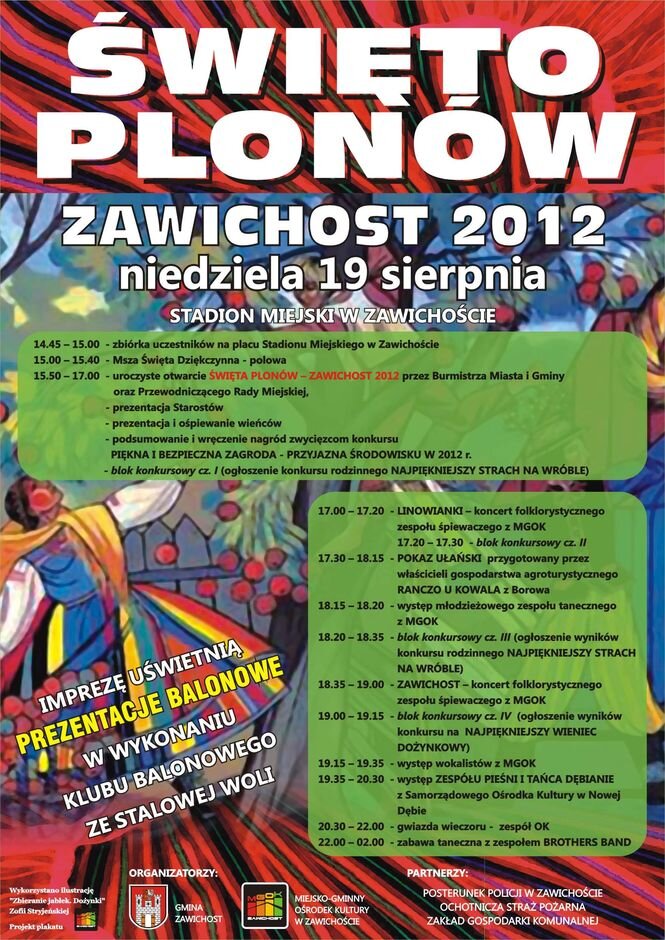 ŚWIĘTO
PLONÓW
ZAWICHOST 2012
niedziela 19 sierpnia
STADION MIEJSKI W ZAWICHOŚCIE
14.45 – 15.00 - zbiórka uczestników na placu Stadionu Miejskiego w Zawichoście
15.00 – 15.40 - Msza Święta Dziękczynna - polowa
15.50 – 17.00 - uroczyste otwarcie ŚWIĘTA PLONÓW – ZAWICHOST 2012 przez Burmistrza Miasta i Gminy
oraz Przewodniczącego Rady Miejskiej,
- prezentacja Starostów
- prezentacja i ośpiewanie wieńców
- podsumowanie i wręczenie nagród zwycięzcom konkursu
PIĘKNA I BEZPIECZNA ZAGRODA - PRZYJAZNA ŚRODOWISKU W 2012 r.
- blok konkursowy cz. I (ogłoszenie konkursu rodzinnego NAJPIĘKNIEJSZY STRACH NA WRÓBLE)
17.00 – 17.20 - LINOWIANKI – koncert folklorystycznego
zespołu śpiewaczego z MGOK
17.20 – 17.30 - blok konkursowy cz. II
17.30 – 18.15 - POKAZ UŁAŃSKI przygotowany przez
właścicieli gospodarstwa agroturystycznego
RANCZO U KOWALA z Borowa
18.15 – 18.20 - występ młodzieżowego zespołu tanecznego
z MGOK
18.20 – 18.35 - blok konkursowy cz. III (ogłoszenie wyników
konkursu rodzinnego NAJPIĘKNIEJSZY STRACH
NA WRÓBLE)
18.35 – 19.00 - ZAWICHOST – koncert folklorystycznego
zespołu śpiewaczego z MGOK
19.00 – 19.15 - blok konkursowy cz. IV (ogłoszenie wyników
konkursu na NAJPIĘKNIEJSZY WIENIEC
DOŻYNKOWY)
19.15 – 19.35 - występ wokalistów z MGOK
19.35 – 20.30 - występ ZESPÓŁU PIEŚNI I TAŃCA DĘBIANIE
z Samorządowego Ośrodka Kultury w Nowej
Dębie
20.30 – 22.00 - gwiazda wieczoru - zespół OK
22.00 – 02.00 - zabawa taneczna z zespołem BROTHERS BAND
IMPREZĘ UŚWIETNIĄ
PREZENTACJE BALONOWE
W WYKONANIU
KLUBU BALONOWEGO
ZE STALOWEJ WOLI
Wykorzystano ilustrację
"Zbieranie jabłek. Dożynki"
Zofii Stryjeńskiej
Projekt plakatu
ORGANIZATORZY:
GMINA
ZAWICHOST
MGOK
ZAWICHOST
MIEJSKO-GMINNY
OŚRODEK KULTURY
W ZAWICHOŚCIE
PARTNERZY:
POSTERUNEK POLICJI W ZAWICHOŚCIE
OCHOTNICZA STRAŻ POŻARNA
ZAKŁAD GOSPODARKI KOMUNALNEJ